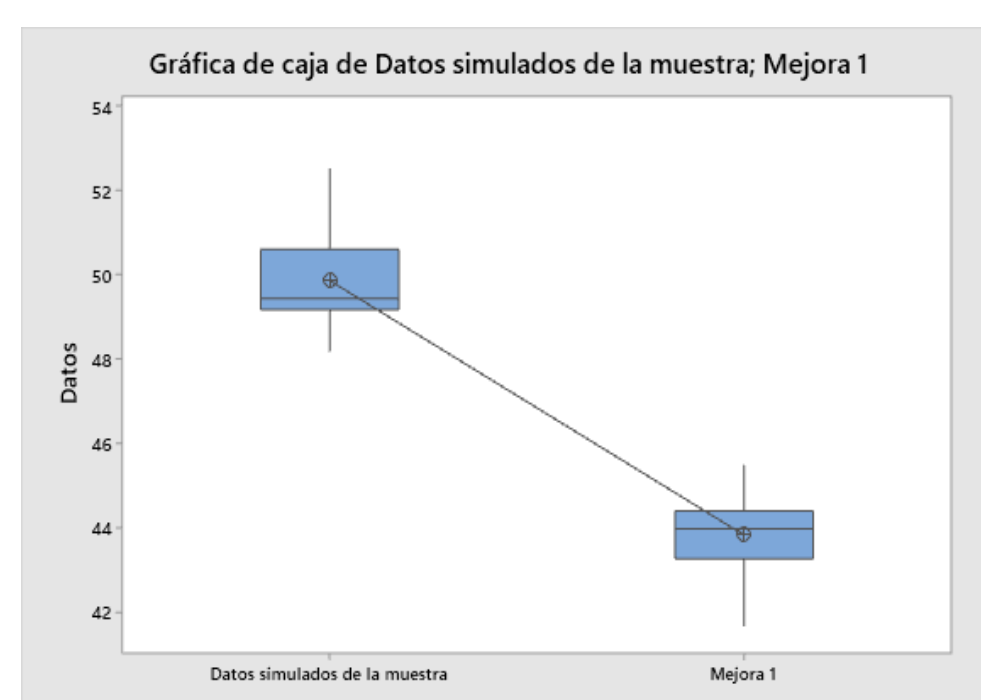 Gráfica de caja de Datos simulados de la muestra; Mejora 1
54
52
50
48
46
44
42
Datos
Datos simulados de la muestra
Mejora 1